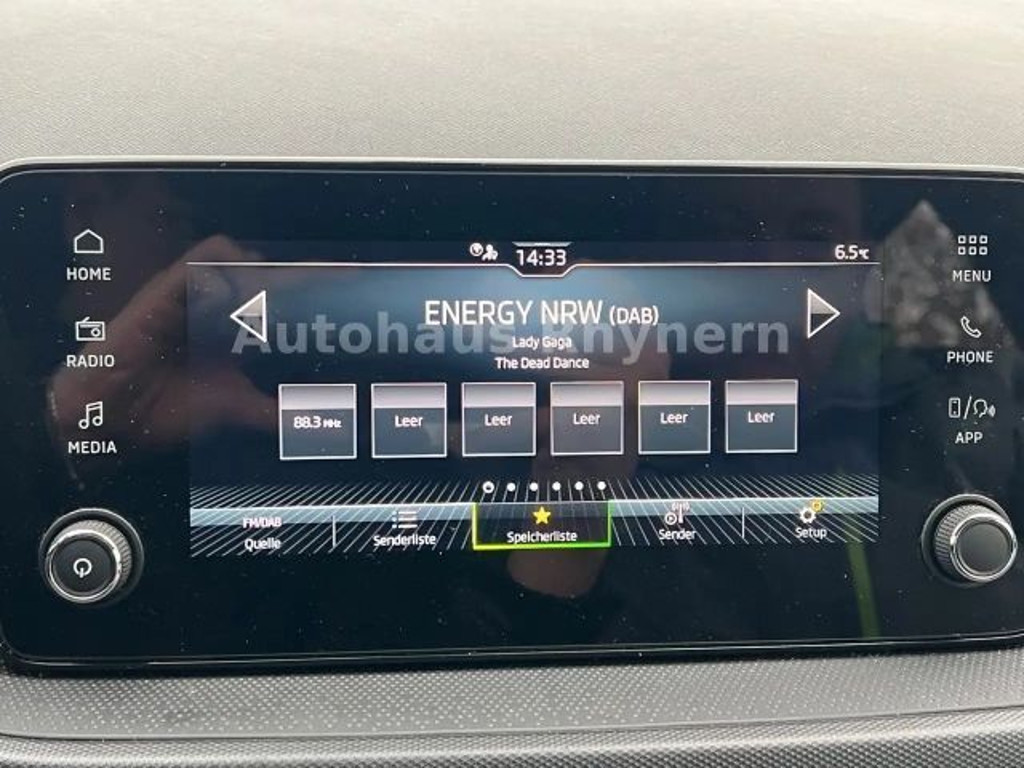 14:33
6.5°C
HOME
MENU
ENERGY NRW (DAB)
Autohaus Rhynern
Lady Gaga
The Dead Dance
RADIO
PHONE
88.3 MHz
Leer
Leer
Leer
Leer
Leer
MEDIA
APP
FM/DAB
Quelle
Senderliste
Speicherliste
Sender
Setup